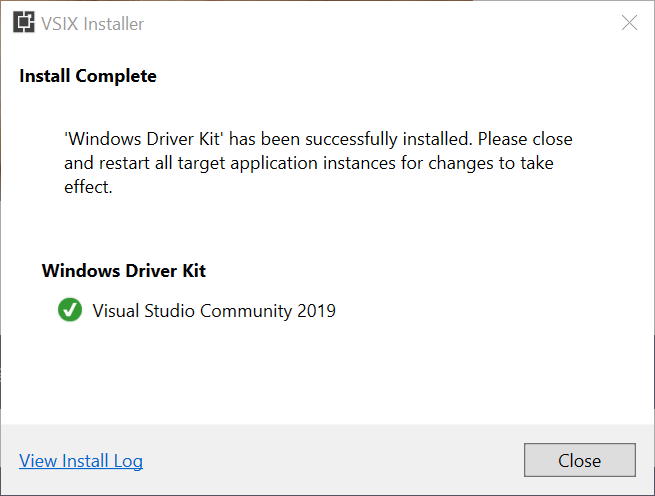 VSIX Installer
Install Complete
'Windows Driver Kit' has been successfully installed. Please close
and restart all target application instances for changes to take
effect.
Windows Driver Kit
Visual Studio Community 2019
View Install Log
Close